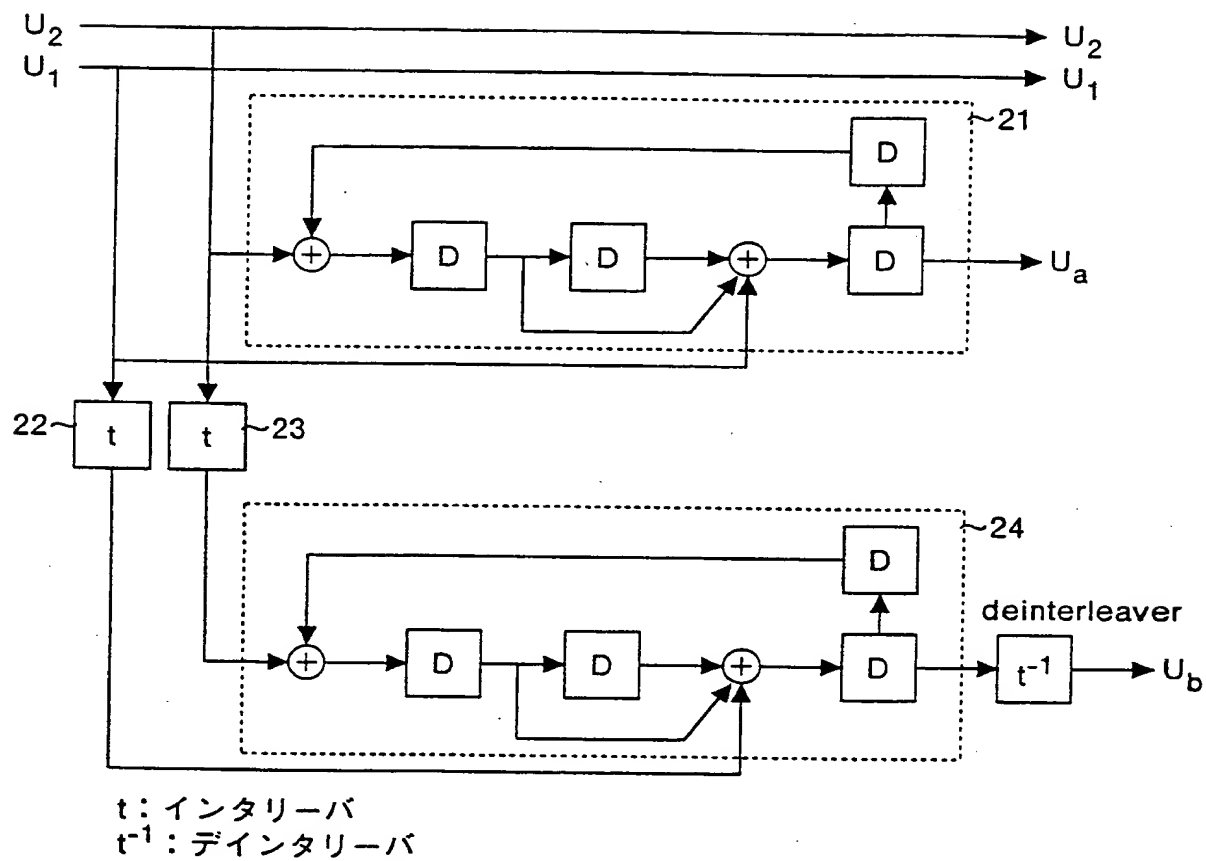 U₂ U₂
U₁ U₁
21
D
+ D D + D Uₐ
22 t t 23
24
D
deinterleaver
+ D D + D t⁻¹ U_b
t：インタリーバ
t⁻¹：デインタリーバ